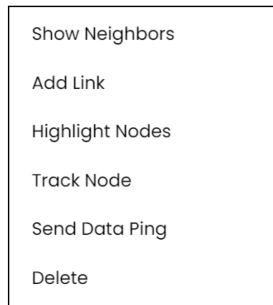 Show Neighbors
Add Link
Highlight Nodes
Track Node
Send Data Ping
Delete